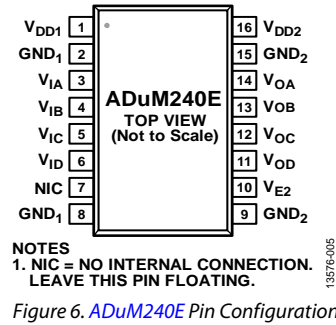 VDD1 1 16 VDD2
GND1 2 15 GND2
VIA 3 14 VOA
VIB 4 13 VOB
VIC 5 12 VOC
VID 6 11 VOD
NIC 7 10 VE2
GND1 8 9 GND2
ADuM240E
TOP VIEW
(Not to Scale)
NOTES
1. NIC = NO INTERNAL CONNECTION.
LEAVE THIS PIN FLOATING.
13576-005
Figure 6. ADuM240E Pin Configuration